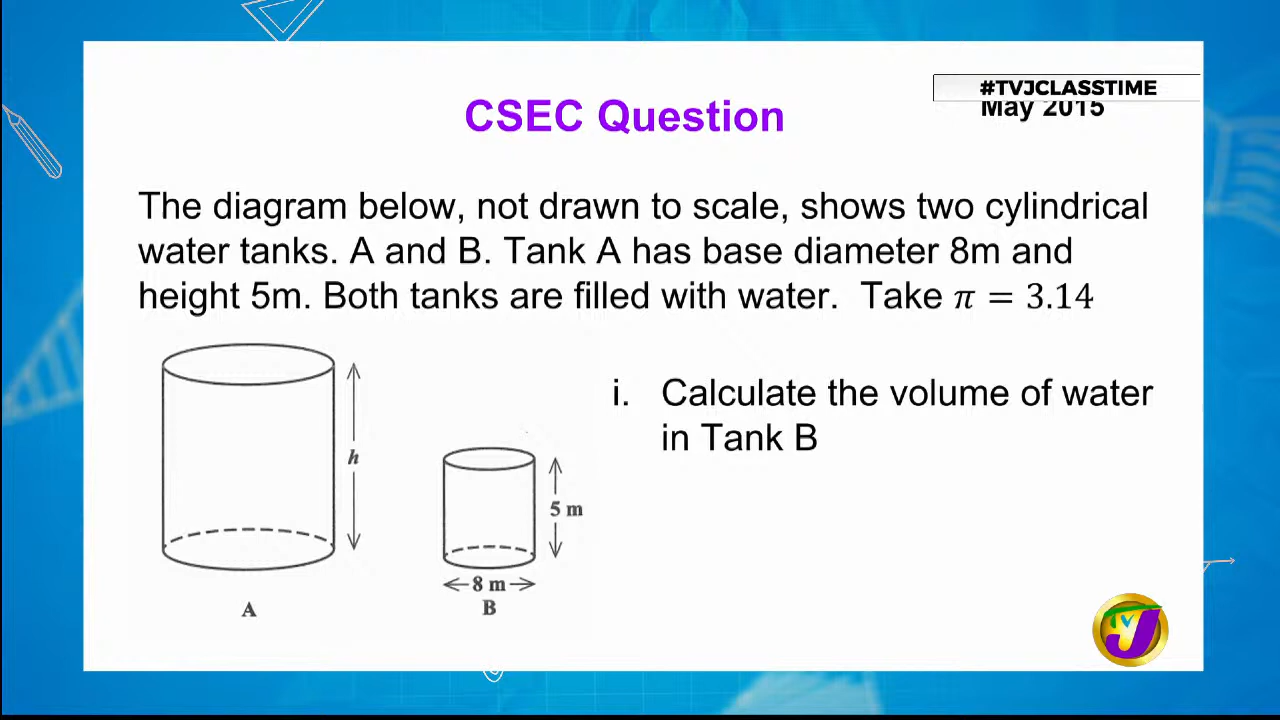 #TVJCLASSTIME
May 2015
CSEC Question
The diagram below, not drawn to scale, shows two cylindrical
water tanks. A and B. Tank A has base diameter 8m and
height 5m. Both tanks are filled with water. Take π = 3.14
i. Calculate the volume of water
in Tank B
h
5 m
8 m
A
B
TVJ